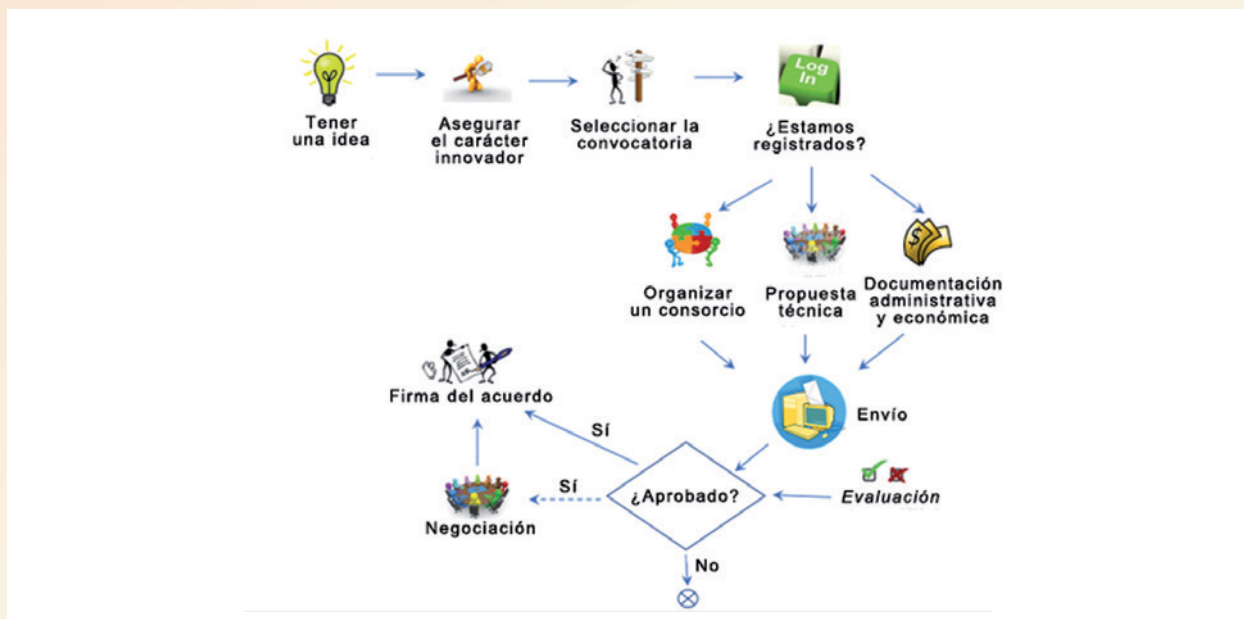 Log
In
Tener
una idea
Asegurar
el carácter
innovador
Seleccionar la
convocatoria
¿Estamos
registrados?
Organizar
un consorcio
Propuesta
técnica
Documentación
administrativa
y económica
Firma del acuerdo
Envío
Sí
Sí
¿Aprobado?
Evaluación
Negociación
No